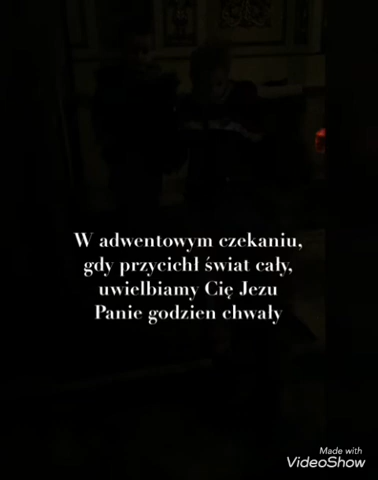 W adwentowym czekaniu,
gdy przycichł świat cały,
uwielbiamy Cię Jezu
Panie godzien chwały
Made with
VideoShow